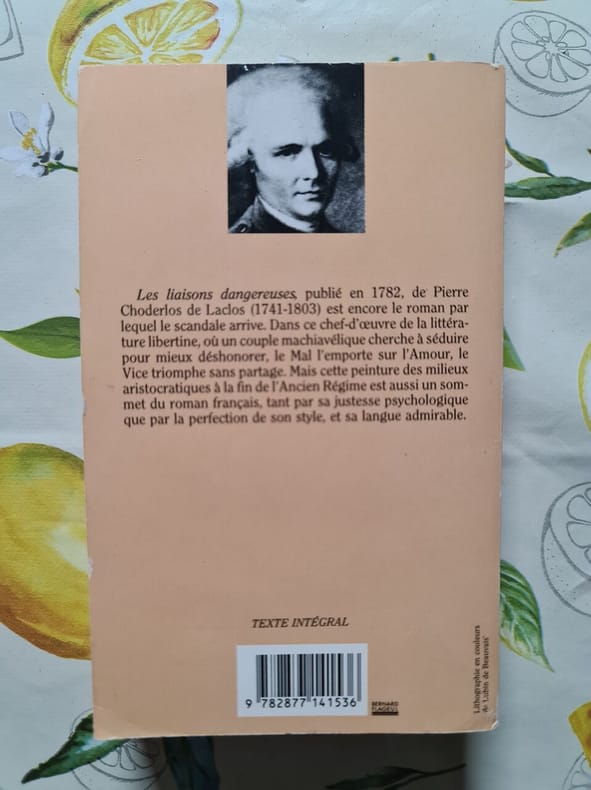 Les liaisons dangereuses, publié en 1782, de Pierre
Choderlos de Laclos (1741-1803) est encore le roman par
lequel le scandale arrive. Dans ce chef-d'œuvre de la littéra-
ture libertine, où un couple machiavélique cherche à séduire
pour mieux déshonorer, le Mal l'emporte sur l'Amour, le
Vice triomphe sans partage. Mais cette peinture des milieux
aristocratiques à la fin de l'Ancien Régime est aussi un som-
met du roman français, tant par sa justesse psychologique
que par la perfection de son style, et sa langue admirable.
TEXTE INTÉGRAL
9 782877 141536
BERNARD
Lithographie en couleurs
de Lubin de Beauvais